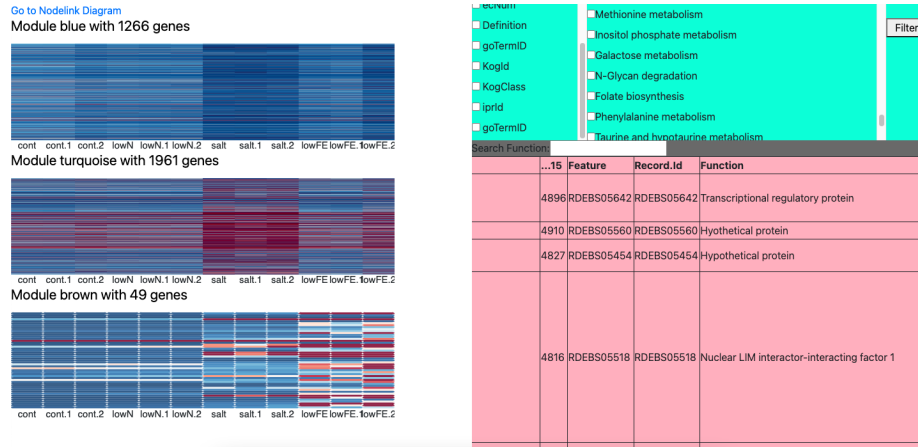 Go to Nodelink Diagram
Module blue with 1266 genes
cont cont.1 cont.2 lowN lowN.1 lowN.2 salt salt.1 salt.2 lowFE lowFE.1 lowFE.2
Module turquoise with 1961 genes
cont cont.1 cont.2 lowN lowN.1 lowN.2 salt salt.1 salt.2 lowFE lowFE.1 lowFE.2
Module brown with 49 genes
cont cont.1 cont.2 lowN lowN.1 lowN.2 salt salt.1 salt.2 lowFE lowFE.1 lowFE.2
ecNum
Definition
goTermID
KogId
KogClass
iprId
goTermID
Methionine metabolism
Inositol phosphate metabolism
Galactose metabolism
N-Glycan degradation
Folate biosynthesis
Phenylalanine metabolism
Taurine and hypotaurine metabolism
Filter
Search Function:
...15 Feature Record.Id Function
4896 RDEBS05642 RDEBS05642 Transcriptional regulatory protein
4910 RDEBS05560 RDEBS05560 Hyothetical protein
4827 RDEBS05454 RDEBS05454 Hypothetical protein
4816 RDEBS05518 RDEBS05518 Nuclear LIM interactor-interacting factor 1